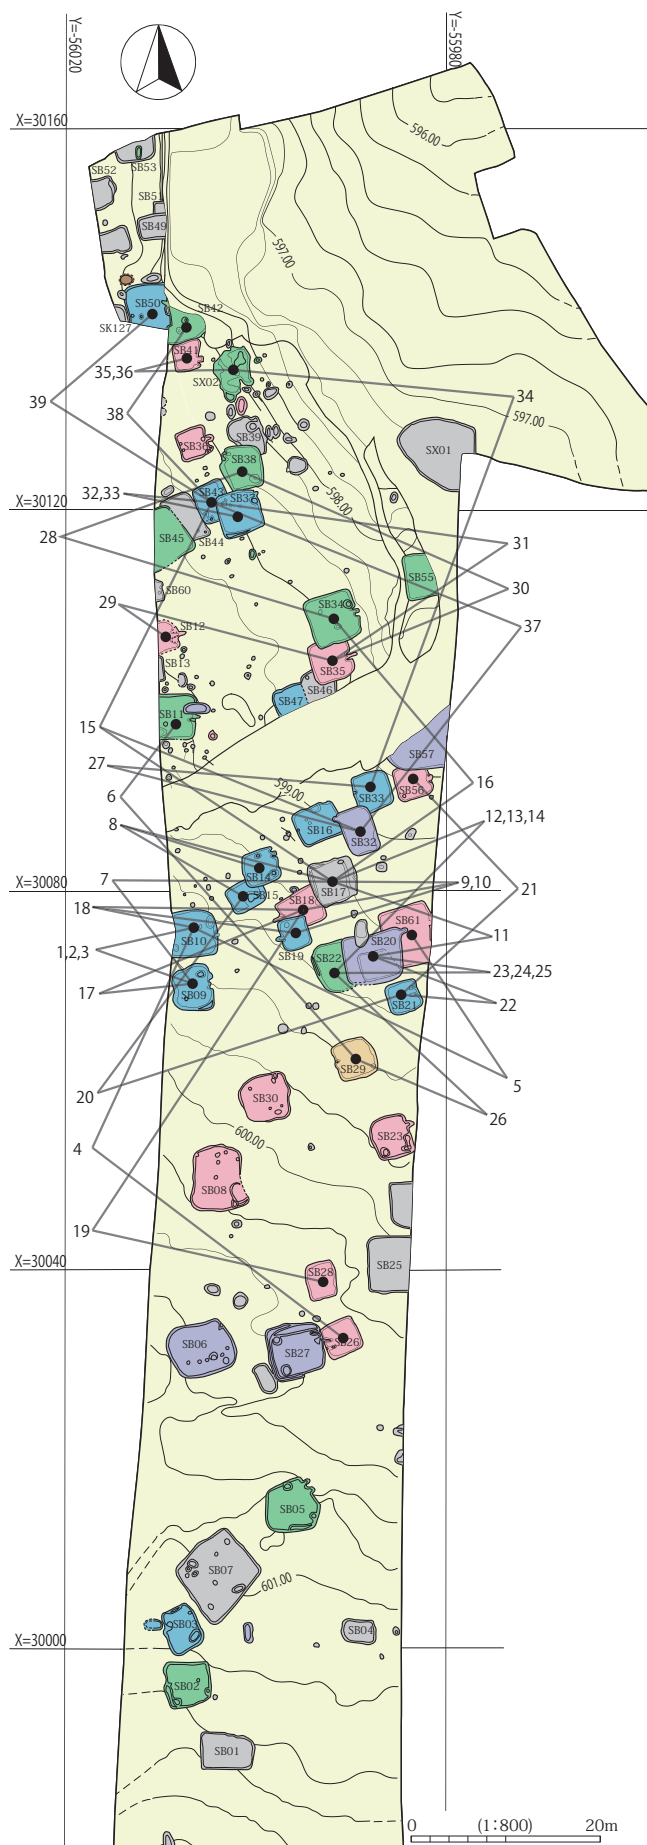 Y=-56020
Y=-55980
X=30160
596.00
SB52
SB53
SB51
SB49
597.00
SB50
SB42
SK127
SB41
35,36
SX02
34
39
38
597.00
SB36
SB39
SX01
SB38
32,33
SB43
SB37
598.00
X=30120
28
SB45
SB44
31
SB55
30
SB60
29
SB34
SB12
37
SB13
SB35
SB46
SB47
SB11
15
SB57
27
599.00
16
SB33
SB56
6
12,13,14
8
SB16
SB32
SB14
7
X=30080
SB15
SB17
9,10
21
18
SB18
SB10
SB19
SB61
11
1,2,3
SB20
SB22
23,24,25
17
SB09
SB21
22
SB29
5
20
SB30
26
600.00
SB23
4
SB08
19
X=30040
SB25
SB28
SB06
SB27
SB26
SB05
SB07
601.00
SB03
SB04
X=30000
SB02
SB01
0
(1:800)
20m